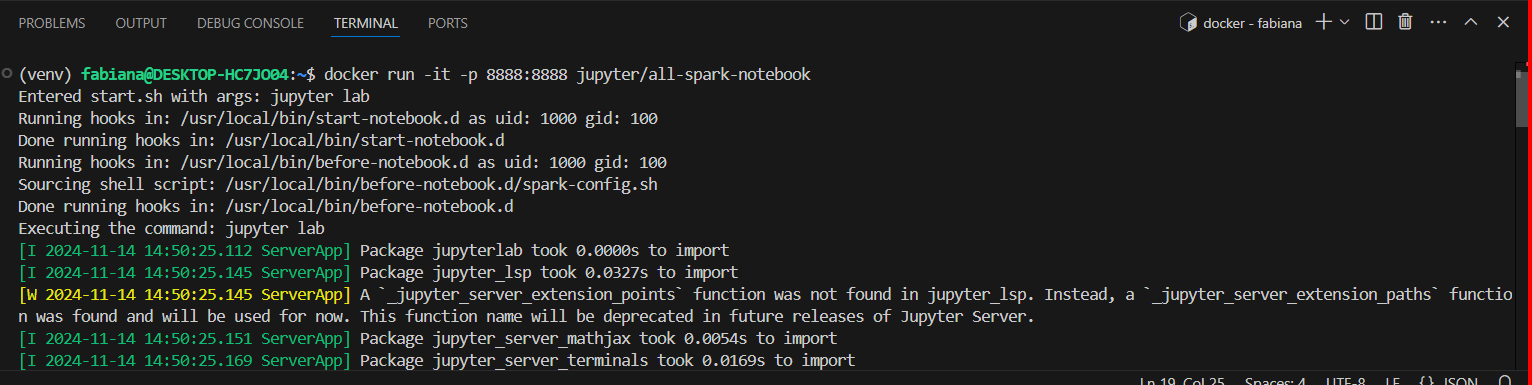 PROBLEMS OUTPUT DEBUG CONSOLE TERMINAL PORTS docker - fabiana
(venv) fabiana@DESKTOP-HC7JO04:~$ docker run -it -p 8888:8888 jupyter/all-spark-notebook
Entered start.sh with args: jupyter lab
Running hooks in: /usr/local/bin/start-notebook.d as uid: 1000 gid: 100
Done running hooks in: /usr/local/bin/start-notebook.d
Running hooks in: /usr/local/bin/before-notebook.d as uid: 1000 gid: 100
Sourcing shell script: /usr/local/bin/before-notebook.d/spark-config.sh
Done running hooks in: /usr/local/bin/before-notebook.d
Executing the command: jupyter lab
[I 2024-11-14 14:50:25.112 ServerApp] Package jupyterlab took 0.0000s to import
[I 2024-11-14 14:50:25.145 ServerApp] Package jupyter_lsp took 0.0327s to import
[W 2024-11-14 14:50:25.145 ServerApp] A `_jupyter_server_extension_points` function was not found in jupyter_lsp. Instead, a `_jupyter_server_extension_paths` functio
n was found and will be used for now. This function name will be deprecated in future releases of Jupyter Server.
[I 2024-11-14 14:50:25.151 ServerApp] Package jupyter_server_mathjax took 0.0054s to import
[I 2024-11-14 14:50:25.169 ServerApp] Package jupyter_server_terminals took 0.0169s to import
Ln 19, Col 25 Spaces: 4 UTF-8 LF {} JSON